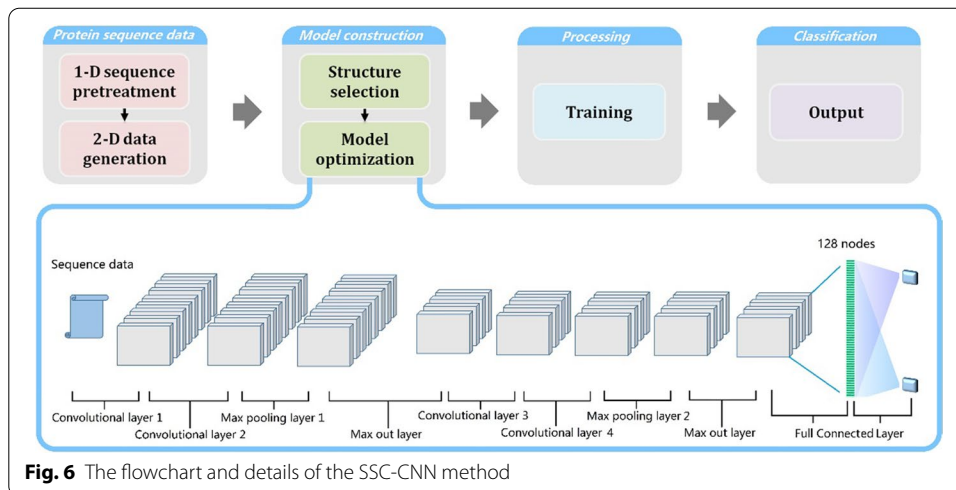 Protein sequence data
Model construction
Processing
Classification
1-D sequence
pretreatment
2-D data
generation
Structure
selection
Model
optimization
Training
Output
128 nodes
Sequence data
Convolutional layer 1
Convolutional layer 2
Max pooling layer 1
Max out layer
Convolutional layer 3
Convolutional layer 4
Max pooling layer 2
Max out layer
Full Connected Layer
Fig. 6 The flowchart and details of the SSC-CNN method